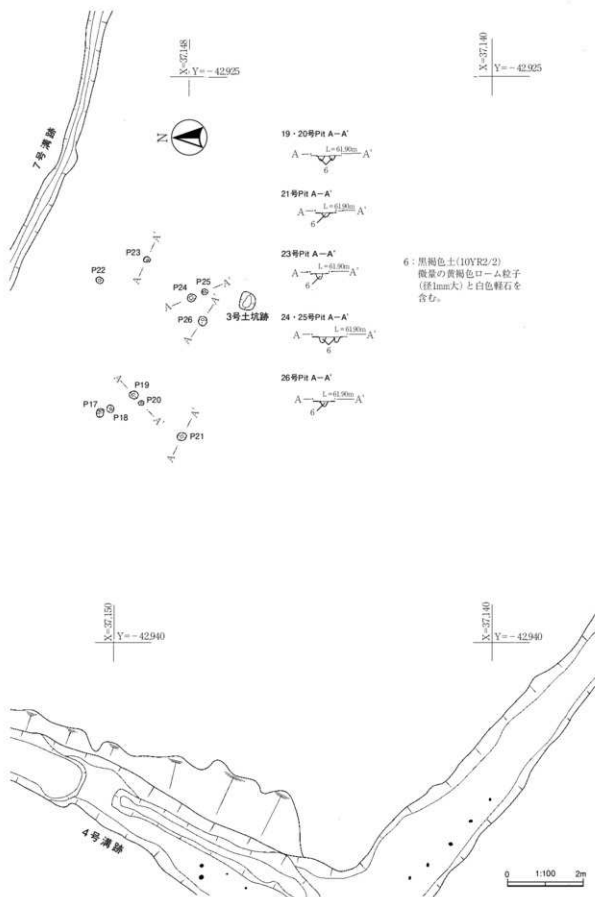 X=37,148
Y=－42,925
X=37,140
Y=－42,925
7号溝跡
N
19・20号Pit A－A'
L=61.90m
A A'
6
21号Pit A－A'
L=61.90m
A A'
6
23号Pit A－A'
L=61.90m
A A'
6
24・25号Pit A－A'
L=61.90m
A A'
6
26号Pit A－A'
L=61.90m
A A'
6
6：黒褐色土(10YR2/2)
微量の黄褐色ローム粒子
(径1mm大)と白色軽石を
含む。
P23
A'
A
P22
P24
P25
A'
A
A'
P26
A
3号土坑跡
P19
A
P20
A'
P17
P18
P21
A'
A
X=37,150
Y=－42,940
X=37,140
Y=－42,940
4号溝跡
0 1:100 2m